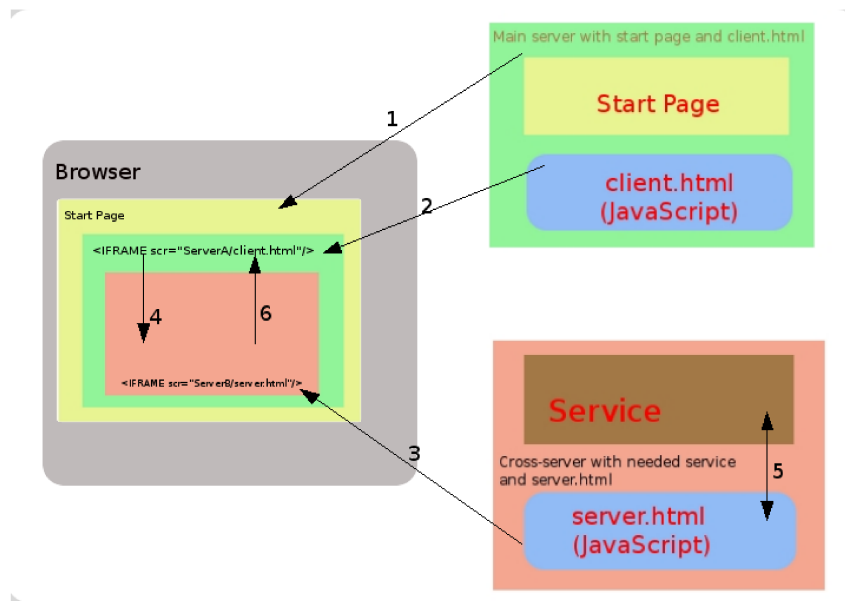 Main server with start page and client.html
Start Page
client.html
(JavaScript)
1
2
Browser
Start Page
<IFRAME scr="ServerA/client.html"/>
4
6
<IFRAME scr="ServerB/server.html"/>
3
Service
Cross-server with needed service
and server.html
5
server.html
(JavaScript)